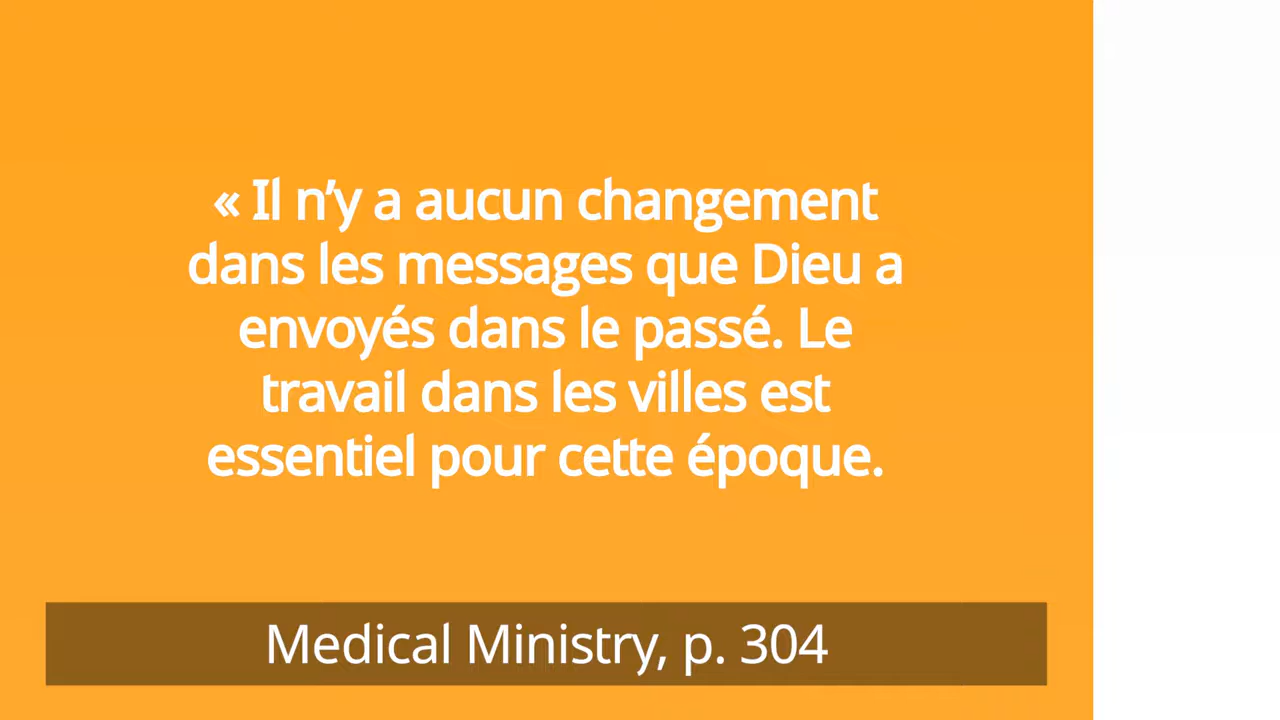 « Il n’y a aucun changement
dans les messages que Dieu a
envoyés dans le passé. Le
travail dans les villes est
essentiel pour cette époque.
Medical Ministry, p. 304